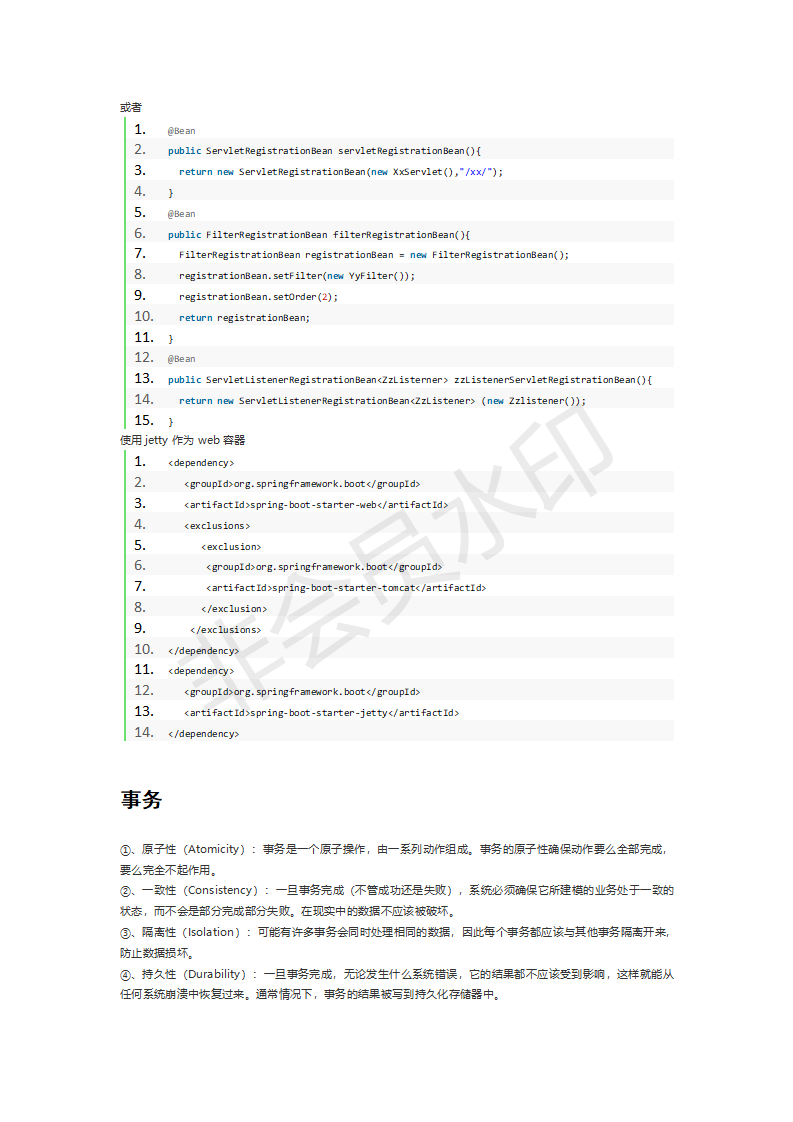 或者
1. @Bean
2. public ServletRegistrationBean servletRegistrationBean(){
3. return new ServletRegistrationBean(new XxServlet(),"/xx/");
4. }
5. @Bean
6. public FilterRegistrationBean filterRegistrationBean(){
7. FilterRegistrationBean registrationBean = new FilterRegistrationBean();
8. registrationBean.setFilter(new YyFilter());
9. registrationBean.setOrder(2);
10. return registrationBean;
11. }
12. @Bean
13. public ServletListenerRegistrationBean<ZzListerner> zzListenerServletRegistrationBean(){
14. return new ServletListenerRegistrationBean<ZzListener> (new Zzlistener());
15. }
使用 jetty 作为 web 容器
1. <dependency>
2. <groupId>org.springframework.boot</groupId>
3. <artifactId>spring-boot-starter-web</artifactId>
4. <exclusions>
5. <exclusion>
6. <groupId>org.springframework.boot</groupId>
7. <artifactId>spring-boot-starter-tomcat</artifactId>
8. </exclusion>
9. </exclusions>
10. </dependency>
11. <dependency>
12. <groupId>org.springframework.boot</groupId>
13. <artifactId>spring-boot-starter-jetty</artifactId>
14. </dependency>
非会员水印
事务
①、原子性（Atomicity）：事务是一个原子操作，由一系列动作组成。事务的原子性确保动作要么全部完成，
要么完全不起作用。
②、一致性（Consistency）：一旦事务完成（不管成功还是失败），系统必须确保它所建模的业务处于一致的
状态，而不会是部分完成部分失败。在现实中的数据不应该被破坏。
③、隔离性（Isolation）：可能有许多事务会同时处理相同的数据，因此每个事务都应该与其他事务隔离开来，
防止数据损坏。
④、持久性（Durability）：一旦事务完成，无论发生什么系统错误，它的结果都不应该受到影响，这样就能从
任何系统崩溃中恢复过来。通常情况下，事务的结果被写到持久化存储器中。